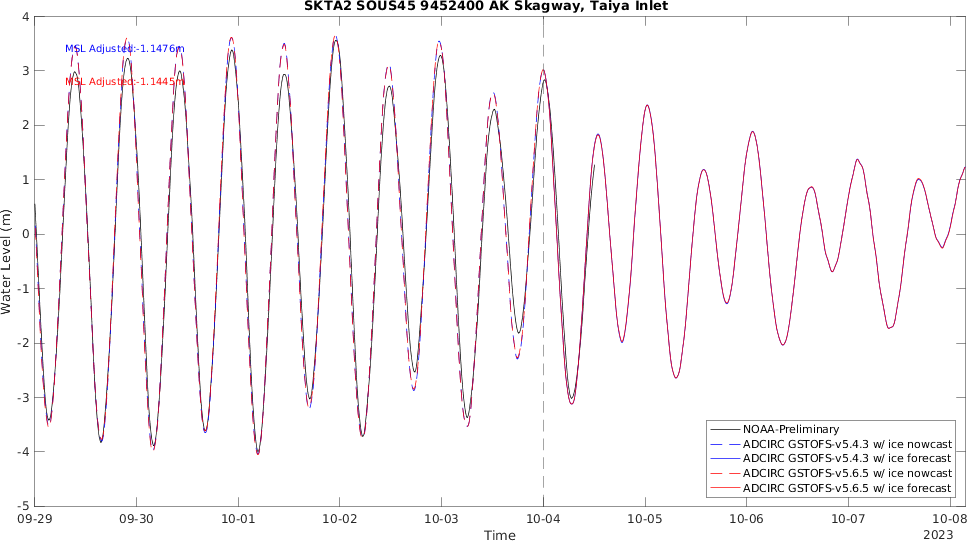 SKTA2 SOUS45 9452400 AK Skagway, Taiya Inlet
4
MSL Adjusted:-1.1476m
3
MSL Adjusted:-1.1445m
2
1
0
Water Level (m)
-1
-2
-3
-4
-5
NOAA-Preliminary
ADCIRC GSTOFS-v5.4.3 w/ ice nowcast
ADCIRC GSTOFS-v5.4.3 w/ ice forecast
ADCIRC GSTOFS-v5.6.5 w/ ice nowcast
ADCIRC GSTOFS-v5.6.5 w/ ice forecast
09-29 09-30 10-01 10-02 10-03 10-04 10-05 10-06 10-07 10-08
Time 2023